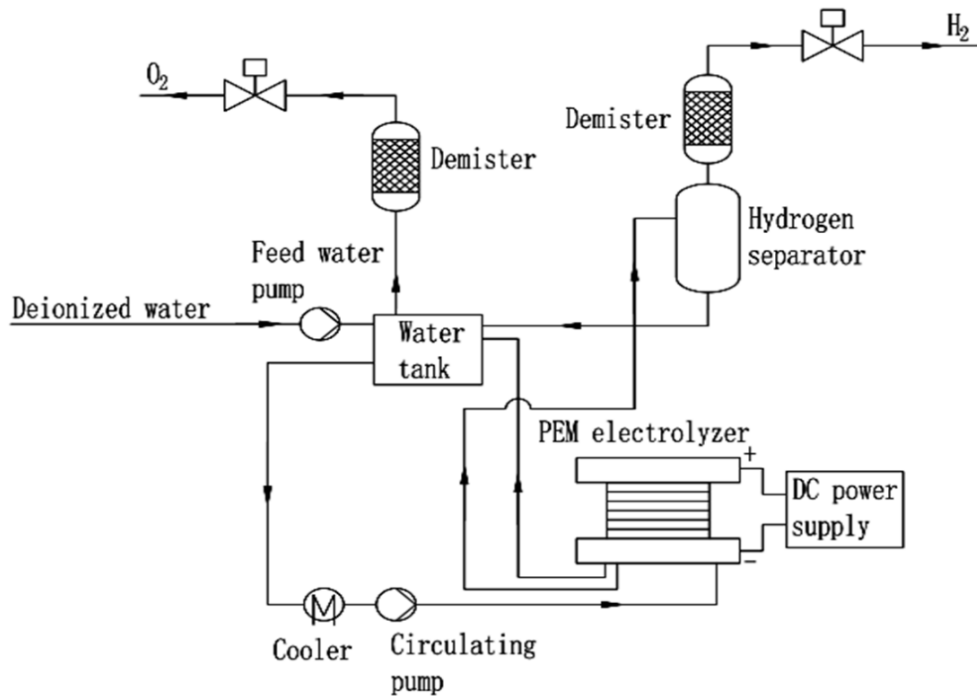 H2
O2
Demister
Demister
Hydrogen
separator
Feed water
pump
Deionized water
Water
tank
PEM electrolyzer
+
DC power
supply
−
Cooler
Circulating
pump